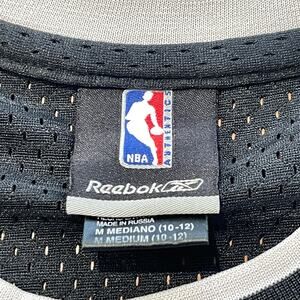 NBA
AUTHENTICS
Reebok
MADE IN RUSSIA
M MEDIANO (10-12)
M MEDIUM (10-12)